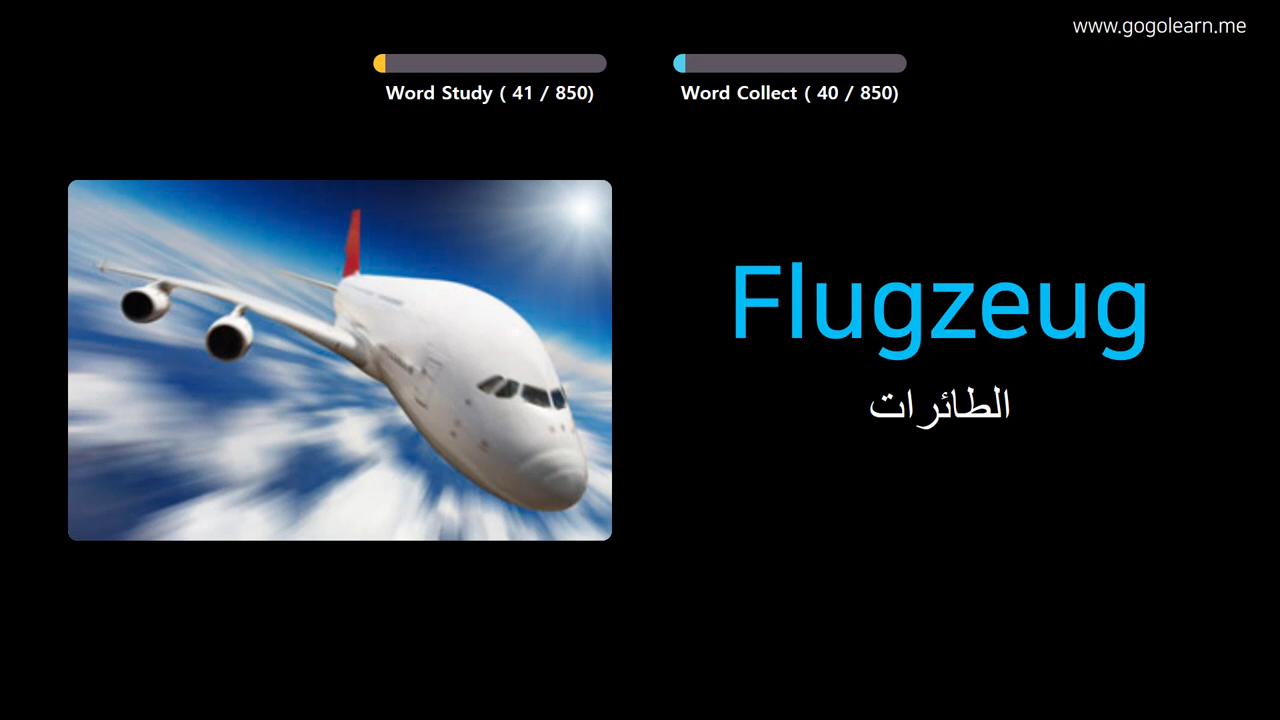 www.gogolearn.me
Word Study ( 41 / 850)
Word Collect ( 40 / 850)
Flugzeug
الطائرات